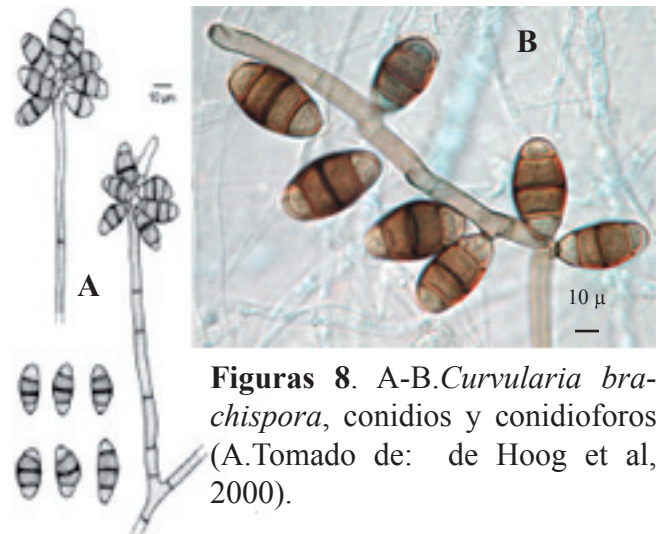 B
10 µm
A
10 µ
Figuras 8. A-B.Curvularia bra-
chispora, conidios y conidioforos
(A.Tomado de: de Hoog et al,
2000).